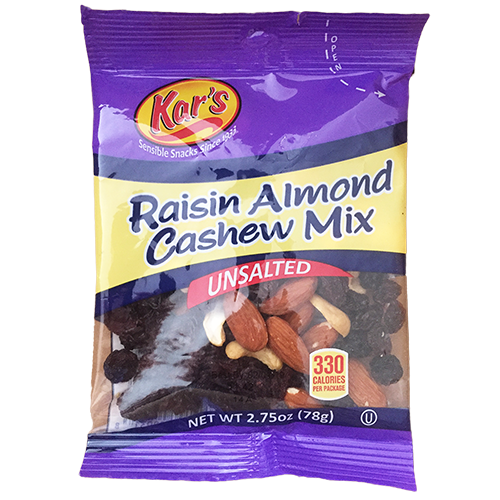 OPEN
Kar's
Sensible Snacks Since 1933
Raisin Almond
Cashew Mix
UNSALTED
330
CALORIES
PER PACKAGE
NET WT 2.75oz (78g)
U